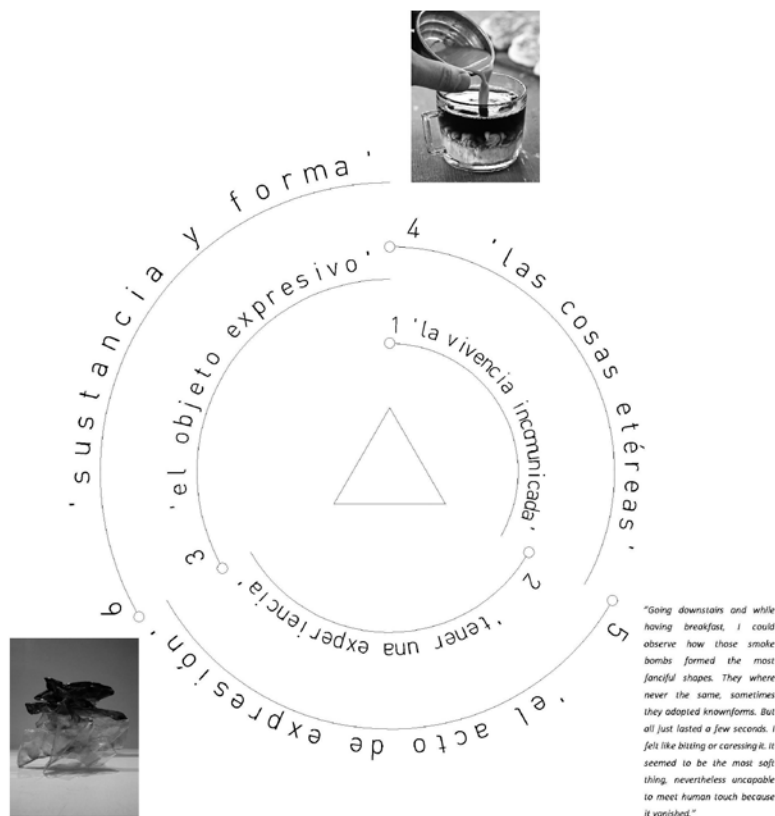 1 'la vivencia incomunicada'
2 'tener una experiencia'
3 'el objeto expresivo'
4 'las cosas etéreas'
5 'el acto de expresión'
6 'sustancia y forma'
"Going downstairs and while
having breakfast, I could
observe how those smoke
bombs formed the most
fanciful shapes. They where
never the same, sometimes
they adopted knownforms. But
all just lasted a few seconds. I
felt like bitting or caressing it. It
seemed to be the most soft
thing, nevertheless uncapable
to meet human touch because
it vanished."